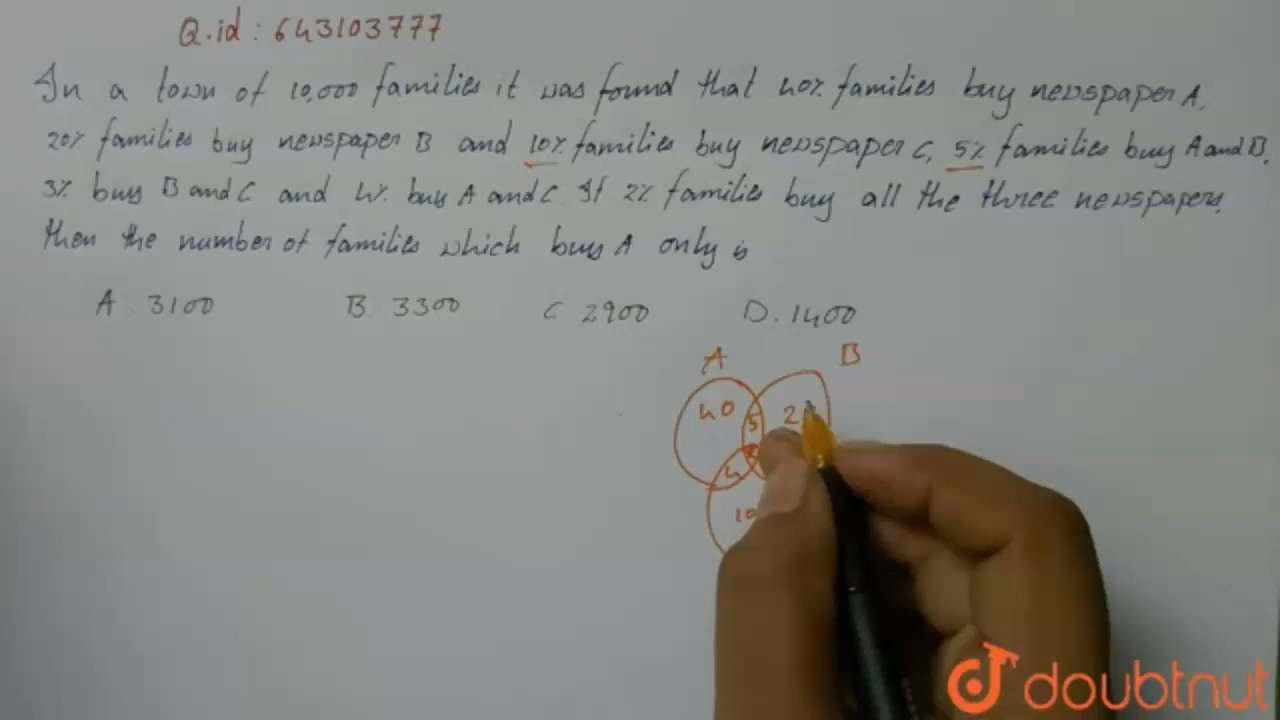 Q.id : 643103777
In a town of 10,000 families it was found that 40% families buy newspaper A,
20% families buy newspaper B and 10% families buy newspaper C, 5% families buy A and B,
3% buys B and C and 4% buys A and C. If 2% families buy all the three newspapers,
then the number of families which buys A only is
A. 3100 B. 3300 C 2900 D. 1400
A B
40 5 2
4
10
doubtnut